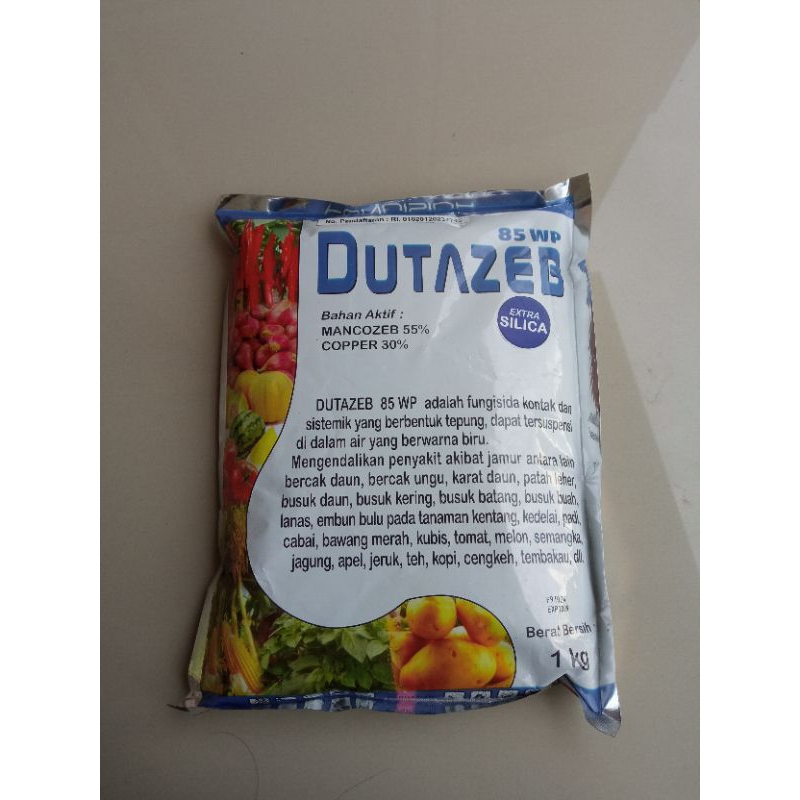 FUNGISIDA
No. Pendaftaran : RI.
85 WP
DUTAZEB
EXTRA
SILICA
Bahan Aktif :
MANCOZEB 55%
COPPER 30%
DUTAZEB 85 WP adalah fungisida kontak dan
sistemik yang berbentuk tepung, dapat tersuspensi
di dalam air yang berwarna biru.
Mengendalikan penyakit akibat jamur antara lain
bercak daun, bercak ungu, karat daun, patah leher,
busuk daun, busuk kering, busuk batang, busuk buah,
lanas, embun bulu pada tanaman kentang, kedelai, padi,
cabai, bawang merah, kubis, tomat, melon, semangka,
jagung, apel, jeruk, teh, kopi, cengkeh, tembakau, dll.
Berat Bersih :
1 kg